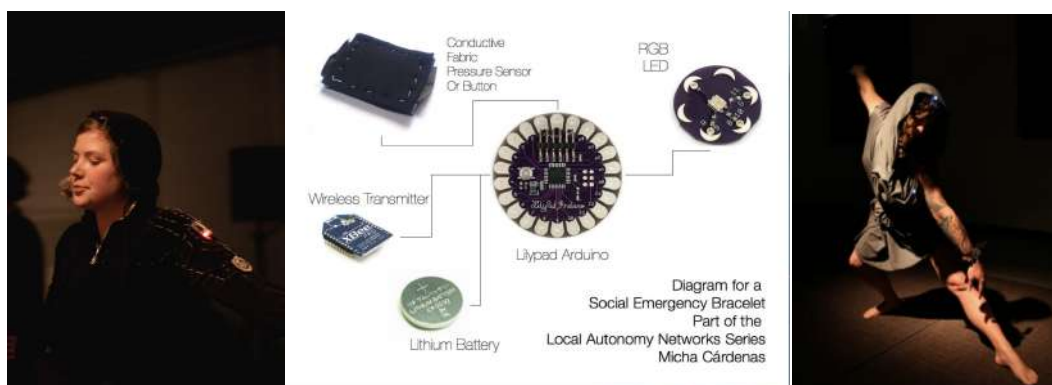 Conductive
Fabric
Pressure Sensor
Or Button
RGB
LED
Wireless Transmitter
XBee
Lilypad Arduino
Lithium Battery
Diagram for a
Social Emergency Bracelet
Part of the
Local Autonomy Networks Series
Micha Cárdenas